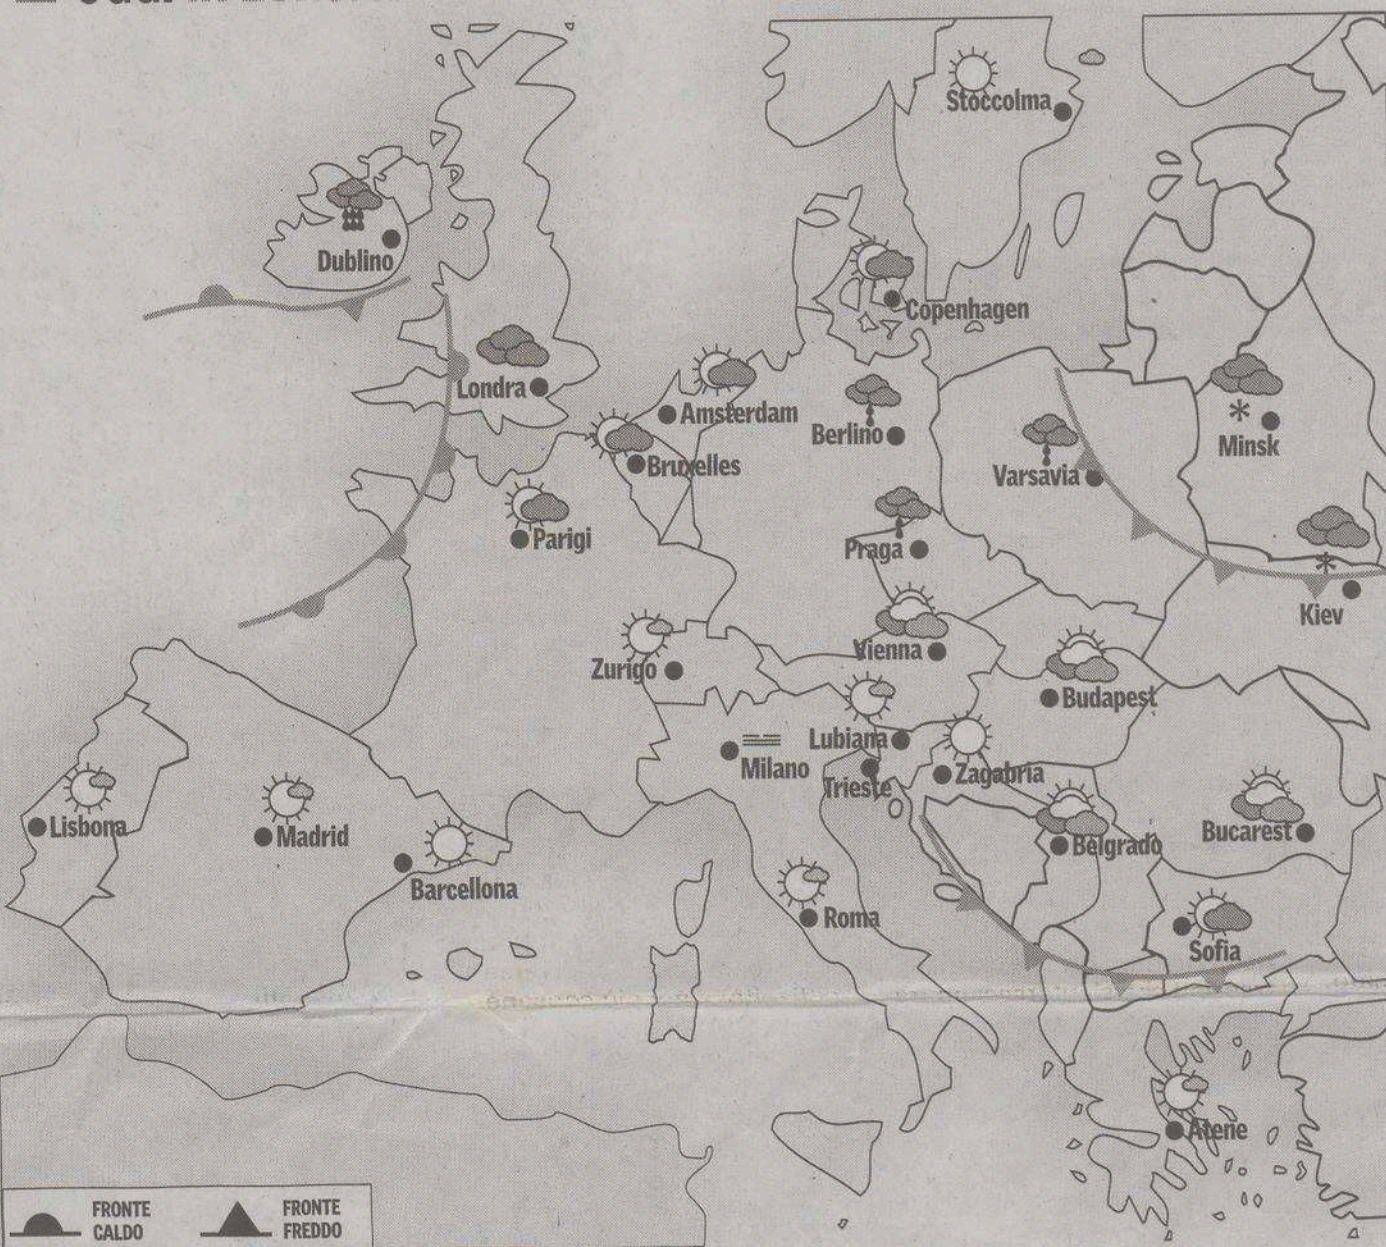 Stoccolma
Dublino
Copenhagen
Londra
Amsterdam
Berlino
Minsk
Bruxelles
Varsavia
Parigi
Praga
Kiev
Vienna
Zurigo
Budapest
Lubiana
Milano
Zagabria
Trieste
Lisbona
Madrid
Bucarest
Belgrado
Barcellona
Roma
Sofia
Atene
FRONTE
CALDO
FRONTE
FREDDO